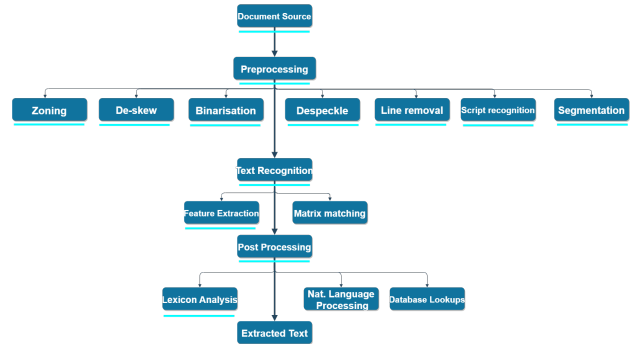 Document Source
Preprocessing
Zoning
De-skew
Binarisation
Despeckle
Line removal
Script recognition
Segmentation
Text Recognition
Feature Extraction
Matrix matching
Post Processing
Lexicon Analysis
Nat. Language
Processing
Database Lookups
Extracted Text